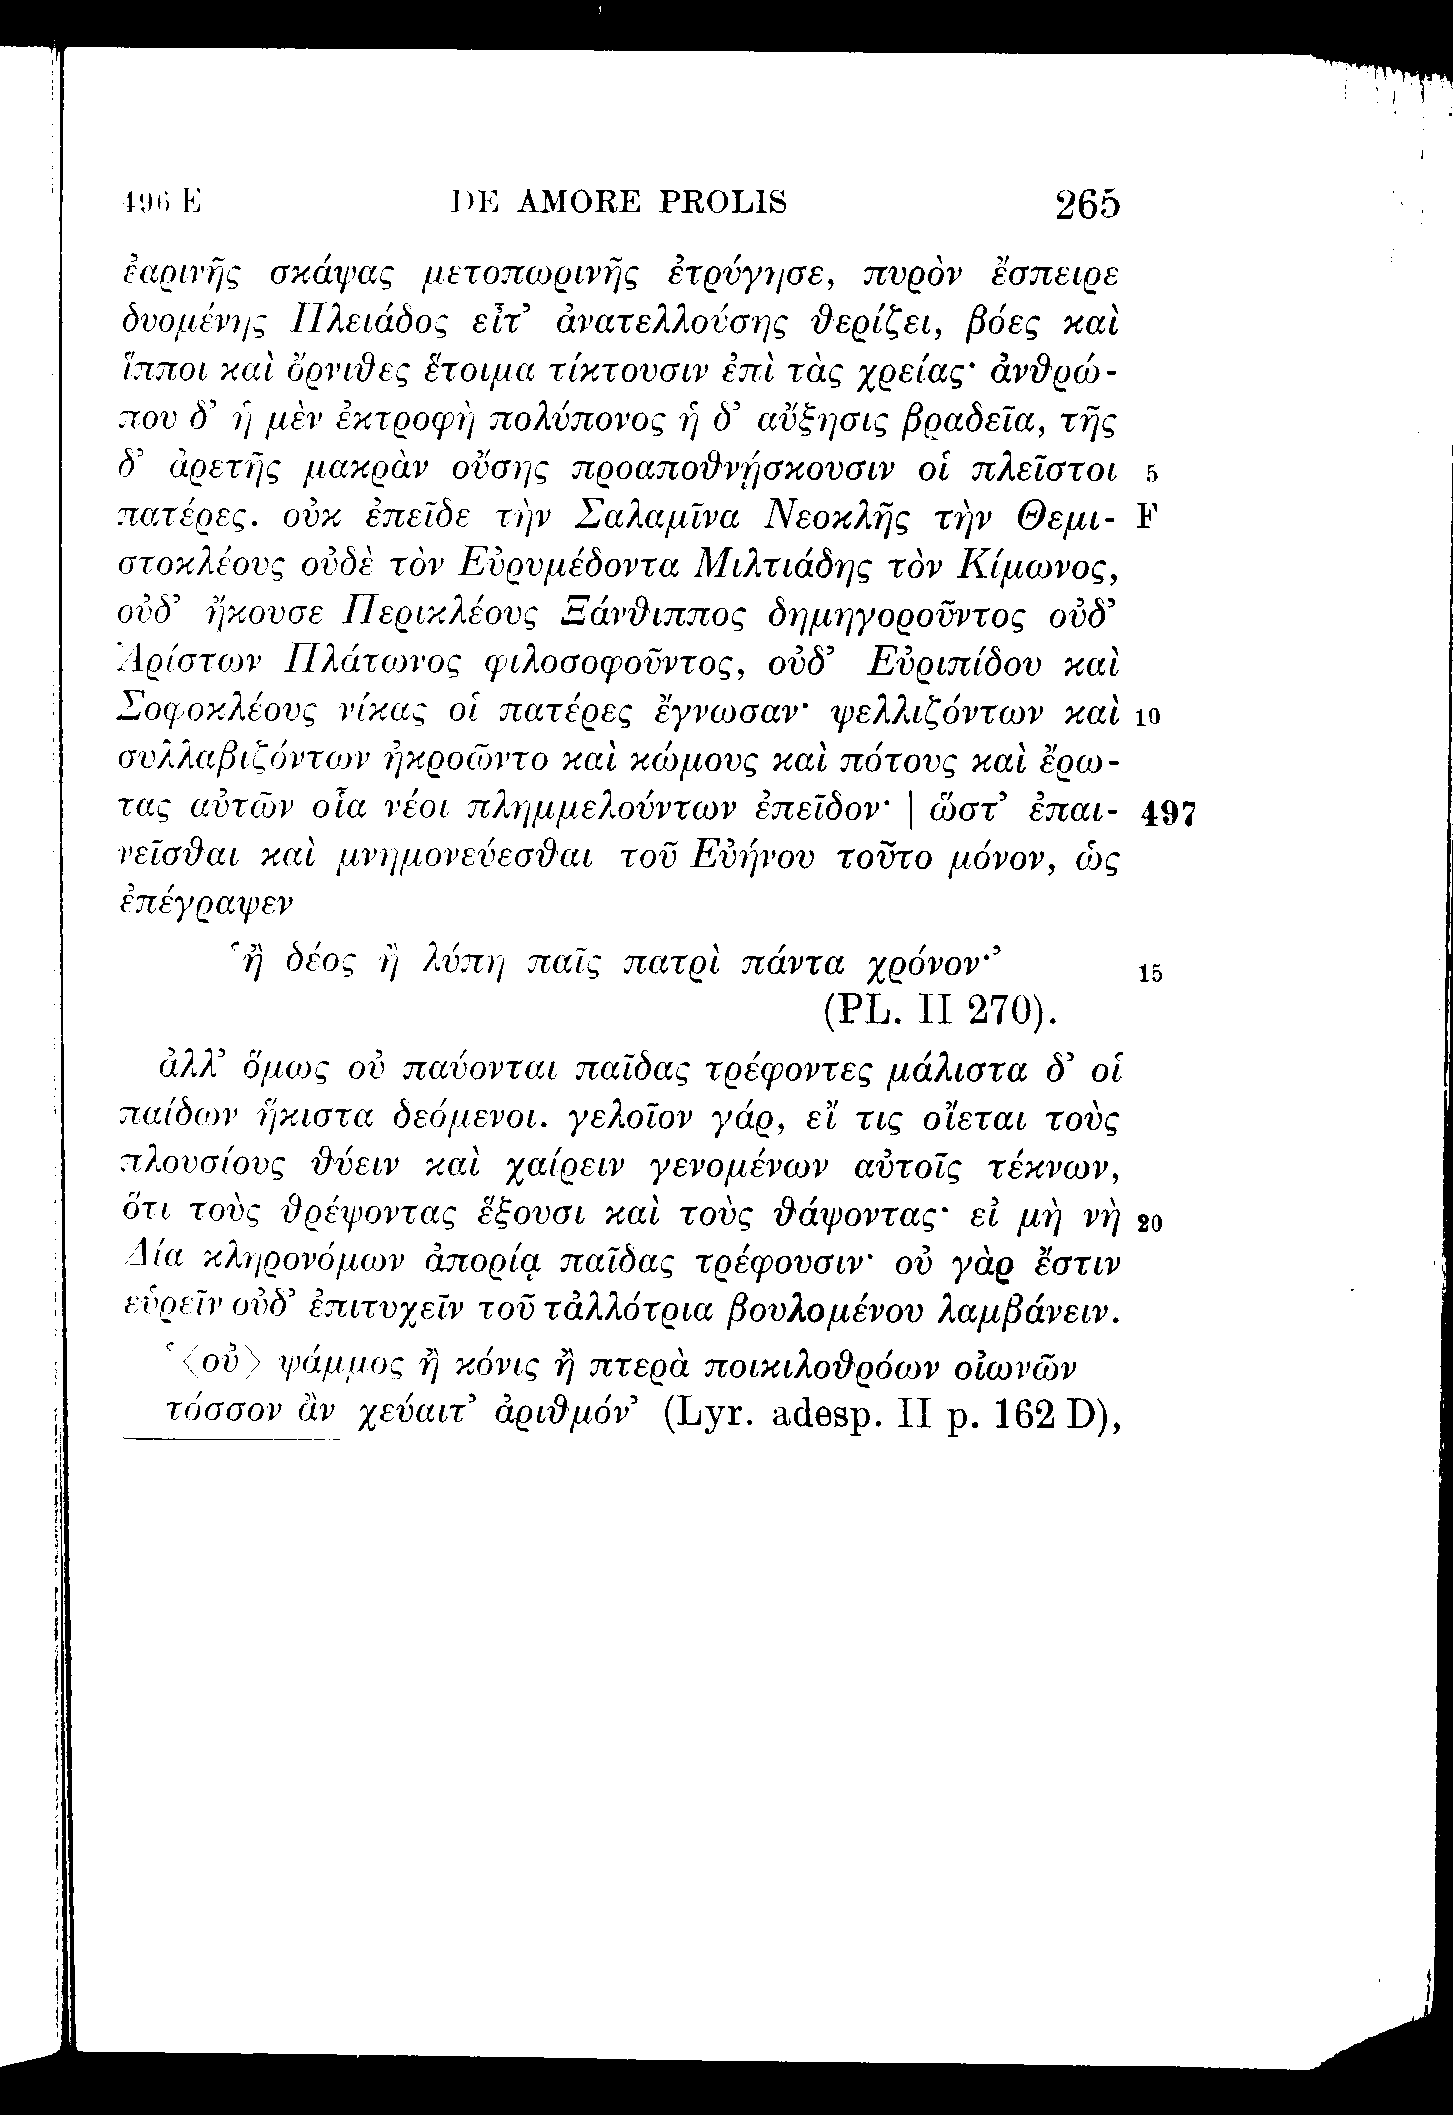 496 E DE AMORE PROLIS 265
ἐαρινῆς σκάψας μετοπωρινῆς ἐτρύγησε, πυρὸν ἔσπειρε
δυομένης Πλειάδος εἶτ’ ἀνατελλούσης θερίζει, βόες καὶ
ἵπποι καὶ ὄρνιθες ἕτοιμα τίκτουσιν ἐπὶ τὰς χρείας· ἀνθρώ-
που δ’ ἡ μὲν ἐκτροφὴ πολύπονος ἡ δ’ αὔξησις βραδεῖα, τῆς
δ’ ἀρετῆς μακρὰν οὔσης προαποθνῄσκουσιν οἱ πλεῖστοι 5
πατέρες. οὐκ ἐπεῖδε τὴν Σαλαμῖνα Νεοκλῆς τὴν Θεμι- F
στοκλέους οὐδὲ τὸν Εὐρυμέδοντα Μιλτιάδης τὸν Κίμωνος,
οὐδ’ ἤκουσε Περικλέους Ξάνθιππος δημηγοροῦντος οὐδ’
Ἀρίστων Πλάτωνος φιλοσοφοῦντος, οὐδ’ Εὐριπίδου καὶ
Σοφοκλέους νίκας οἱ πατέρες ἔγνωσαν· ψελλιζόντων καὶ 10
συλλαβιζόντων ἠκροῶντο καὶ κώμους καὶ πότους καὶ ἔρω-
τας αὐτῶν οἷα νέοι πλημμελούντων ἐπεῖδον· | ὥστ’ ἐπαι- 497
νεῖσθαι καὶ μνημονεύεσθαι τοῦ Εὐήνου τοῦτο μόνον, ὡς
ἐπέγραψεν
‘ἢ δέος ἢ λύπη παῖς πατρὶ πάντα χρόνον·’ 15
(PL. II 270).
ἀλλ’ ὅμως οὐ παύονται παῖδας τρέφοντες μάλιστα δ’ οἱ
παίδων ἥκιστα δεόμενοι. γελοῖον γάρ, εἴ τις οἴεται τοὺς
πλουσίους θύειν καὶ χαίρειν γενομένων αὐτοῖς τέκνων,
ὅτι τοὺς θρέψοντας ἕξουσι καὶ τοὺς θάψοντας· εἰ μὴ νὴ 20
Δία κληρονόμων ἀπορίᾳ παῖδας τρέφουσιν· οὐ γὰρ ἔστιν
εὑρεῖν οὐδ’ ἐπιτυχεῖν τοῦ τἀλλότρια βουλομένου λαμβάνειν.
‘〈οὐ〉 ψάμμος ἢ κόνις ἢ πτερὰ ποικιλοθρόων οἰωνῶν
τόσσον ἂν χεύαιτ’ ἀριθμόν’ (Lyr. adesp. II p. 162 D),